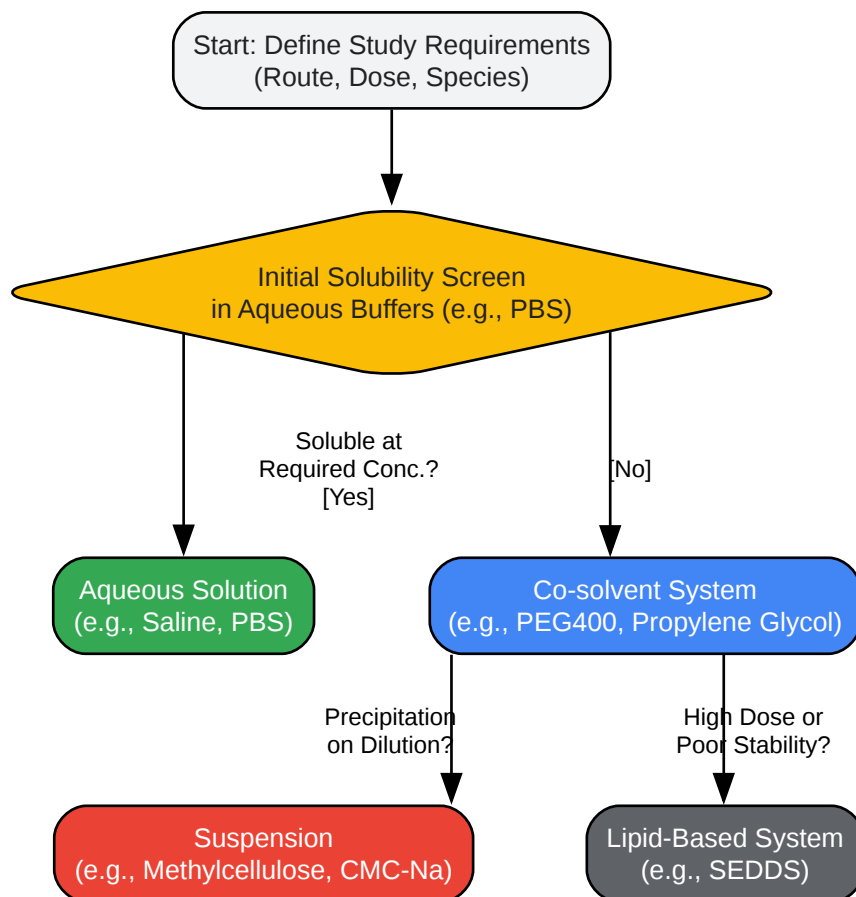 Start: Define Study Requirements
(Route, Dose, Species)
Initial Solubility Screen
in Aqueous Buffers (e.g., PBS)
Soluble at
Required Conc.?
[Yes]
[No]
Aqueous Solution
(e.g., Saline, PBS)
Co-solvent System
(e.g., PEG400, Propylene Glycol)
Precipitation
on Dilution?
High Dose or
Poor Stability?
Suspension
(e.g., Methylcellulose, CMC-Na)
Lipid-Based System
(e.g., SEDDS)